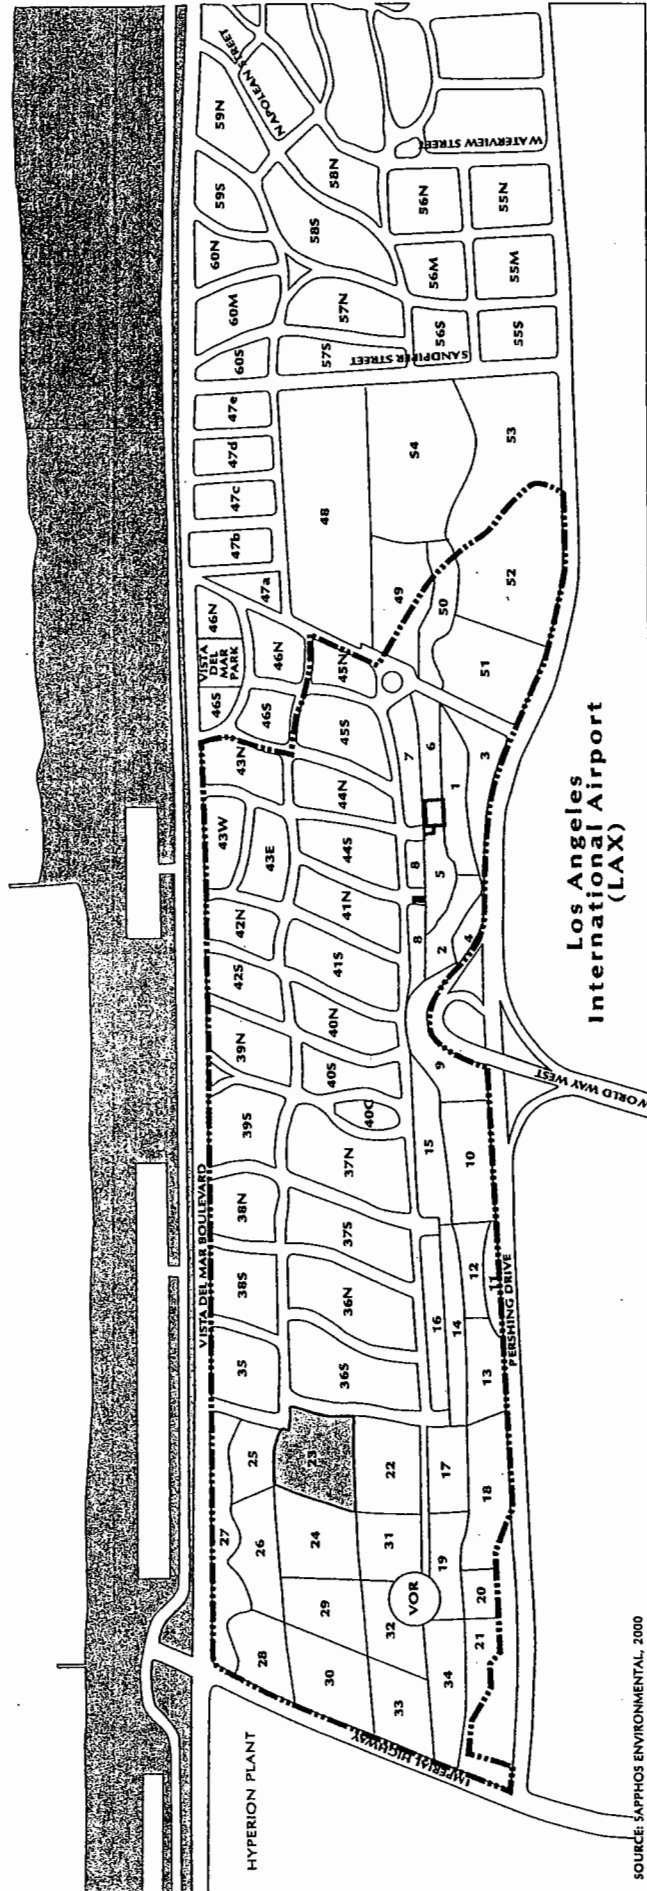 59N
NAPOLEAN STREET
59S
58N
WATERVIEW STREET
60N
58S
56N
55N
60M
57N
56M
55M
60S
57S
SANDPIPER STREET
56S
55S
47e
47d
47c
47b
47a
48
54
53
46N
VISTA
DEL
MAR
PARK
46S
46N
46S
45N
45S
49
50
52
51
43N
43W
43E
44N
44S
7
6
1
3
8
5
42N
41N
8
2
4
42S
41S
39N
40N
40S
40C
9
WORLD WAY WEST
Los Angeles
International Airport
(LAX)
VISTA DEL MAR BOULEVARD
39S
37N
15
10
38N
37S
12
11
PERSHING DRIVE
38S
36N
16
14
35
36S
13
25
23
22
17
18
27
26
24
31
19
VOR
20
29
32
21
28
30
33
34
IMPERIAL HIGHWAY
HYPERION PLANT
SOURCE: SAPPHOS ENVIRONMENTAL, 2000